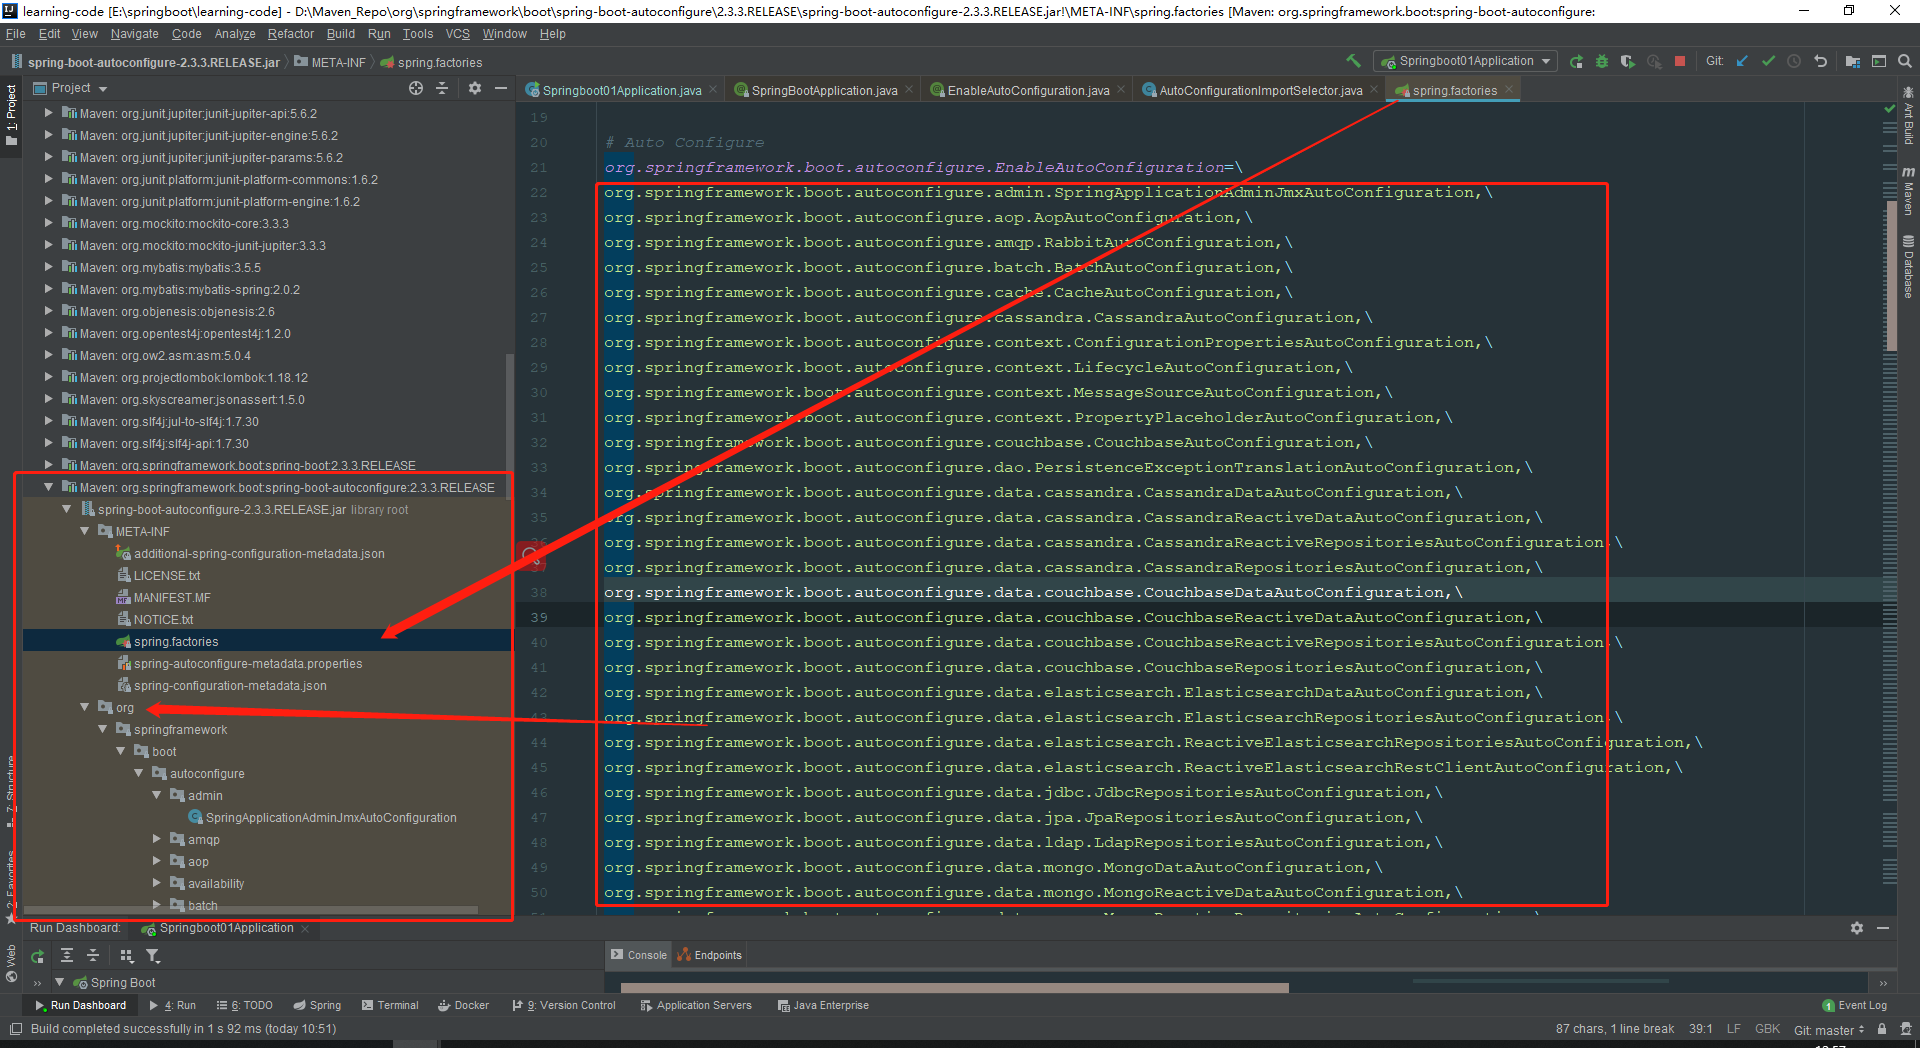 learning-code [E:\springboot\learning-code] - D:\Maven_Repo\org\springframework\boot\spring-boot-autoconfigure\2.3.3.RELEASE\spring-boot-autoconfigure-2.3.3.RELEASE.jar!\META-INF\spring.factories [Maven: org.springframework.boot:spring-boot-autoconfigure:
File Edit View Navigate Code Analyze Refactor Build Run Tools VCS Window Help
spring-boot-autoconfigure-2.3.3.RELEASE.jar META-INF spring.factories
Springboot01Application
Git:
Project
Springboot01Application.java SpringBootApplication.java EnableAutoConfiguration.java AutoConfigurationImportSelector.java spring.factories
1: Project
Maven: org.junit.jupiter:junit-jupiter-api:5.6.2
Maven: org.junit.jupiter:junit-jupiter-engine:5.6.2
Maven: org.junit.jupiter:junit-jupiter-params:5.6.2
Maven: org.junit.platform:junit-platform-commons:1.6.2
Maven: org.junit.platform:junit-platform-engine:1.6.2
Maven: org.mockito:mockito-core:3.3.3
Maven: org.mockito:mockito-junit-jupiter:3.3.3
Maven: org.mybatis:mybatis:3.5.5
Maven: org.mybatis:mybatis-spring:2.0.2
Maven: org.objenesis:objenesis:2.6
Maven: org.opentest4j:opentest4j:1.2.0
Maven: org.ow2.asm:asm:5.0.4
Maven: org.projectlombok:lombok:1.18.12
Maven: org.skyscreamer:jsonassert:1.5.0
Maven: org.slf4j:jul-to-slf4j:1.7.30
Maven: org.slf4j:slf4j-api:1.7.30
Maven: org.springframework.boot:spring-boot:2.3.3.RELEASE
Maven: org.springframework.boot:spring-boot-autoconfigure:2.3.3.RELEASE
spring-boot-autoconfigure-2.3.3.RELEASE.jar library root
META-INF
additional-spring-configuration-metadata.json
LICENSE.txt
MANIFEST.MF
NOTICE.txt
spring.factories
spring-autoconfigure-metadata.properties
spring-configuration-metadata.json
org
springframework
boot
autoconfigure
admin
SpringApplicationAdminJmxAutoConfiguration
amqp
aop
availability
batch
7: Structure
2: Favorites
Web
19
20 # Auto Configure
21 org.springframework.boot.autoconfigure.EnableAutoConfiguration=\
22 org.springframework.boot.autoconfigure.admin.SpringApplicationAdminJmxAutoConfiguration,\
23 org.springframework.boot.autoconfigure.aop.AopAutoConfiguration,\
24 org.springframework.boot.autoconfigure.amqp.RabbitAutoConfiguration,\
25 org.springframework.boot.autoconfigure.batch.BatchAutoConfiguration,\
26 org.springframework.boot.autoconfigure.cache.CacheAutoConfiguration,\
27 org.springframework.boot.autoconfigure.cassandra.CassandraAutoConfiguration,\
28 org.springframework.boot.autoconfigure.context.ConfigurationPropertiesAutoConfiguration,\
29 org.springframework.boot.autoconfigure.context.LifecycleAutoConfiguration,\
30 org.springframework.boot.autoconfigure.context.MessageSourceAutoConfiguration,\
31 org.springframework.boot.autoconfigure.context.PropertyPlaceholderAutoConfiguration,\
32 org.springframework.boot.autoconfigure.couchbase.CouchbaseAutoConfiguration,\
33 org.springframework.boot.autoconfigure.dao.PersistenceExceptionTranslationAutoConfiguration,\
34 org.springframework.boot.autoconfigure.data.cassandra.CassandraDataAutoConfiguration,\
35 org.springframework.boot.autoconfigure.data.cassandra.CassandraReactiveDataAutoConfiguration,\
36 org.springframework.boot.autoconfigure.data.cassandra.CassandraReactiveRepositoriesAutoConfiguration,\
37 org.springframework.boot.autoconfigure.data.cassandra.CassandraRepositoriesAutoConfiguration,\
38 org.springframework.boot.autoconfigure.data.couchbase.CouchbaseDataAutoConfiguration,\
39 org.springframework.boot.autoconfigure.data.couchbase.CouchbaseReactiveDataAutoConfiguration,\
40 org.springframework.boot.autoconfigure.data.couchbase.CouchbaseReactiveRepositoriesAutoConfiguration,\
41 org.springframework.boot.autoconfigure.data.couchbase.CouchbaseRepositoriesAutoConfiguration,\
42 org.springframework.boot.autoconfigure.data.elasticsearch.ElasticsearchDataAutoConfiguration,\
43 org.springframework.boot.autoconfigure.data.elasticsearch.ElasticsearchRepositoriesAutoConfiguration,\
44 org.springframework.boot.autoconfigure.data.elasticsearch.ReactiveElasticsearchRepositoriesAutoConfiguration,\
45 org.springframework.boot.autoconfigure.data.elasticsearch.ReactiveElasticsearchRestClientAutoConfiguration,\
46 org.springframework.boot.autoconfigure.data.jdbc.JdbcRepositoriesAutoConfiguration,\
47 org.springframework.boot.autoconfigure.data.jpa.JpaRepositoriesAutoConfiguration,\
48 org.springframework.boot.autoconfigure.data.ldap.LdapRepositoriesAutoConfiguration,\
49 org.springframework.boot.autoconfigure.data.mongo.MongoDataAutoConfiguration,\
50 org.springframework.boot.autoconfigure.data.mongo.MongoReactiveDataAutoConfiguration,\
Ant Build
Maven
Database
Run Dashboard: Springboot01Application
Console Endpoints
Spring Boot
Run Dashboard 4: Run 6: TODO Spring Terminal Docker 9: Version Control Application Servers Java Enterprise 1 Event Log
Build completed successfully in 1 s 92 ms (today 10:51) 87 chars, 1 line break 39:1 LF GBK Git: master